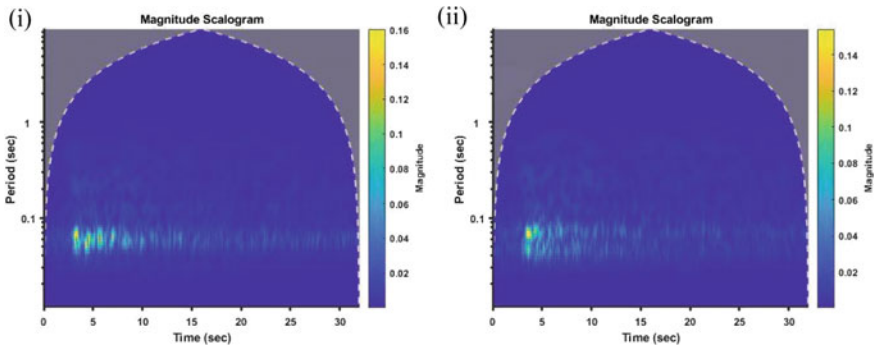 (i)
Magnitude Scalogram
Period (sec)
1
0.1
0 5 10 15 20 25 30
Time (sec)
0.16
0.14
0.12
0.1
0.08
0.06
0.04
0.02
Magnitude
(ii)
Magnitude Scalogram
Period (sec)
1
0.1
0 5 10 15 20 25 30
Time (sec)
0.14
0.12
0.1
0.08
0.06
0.04
0.02
Magnitude